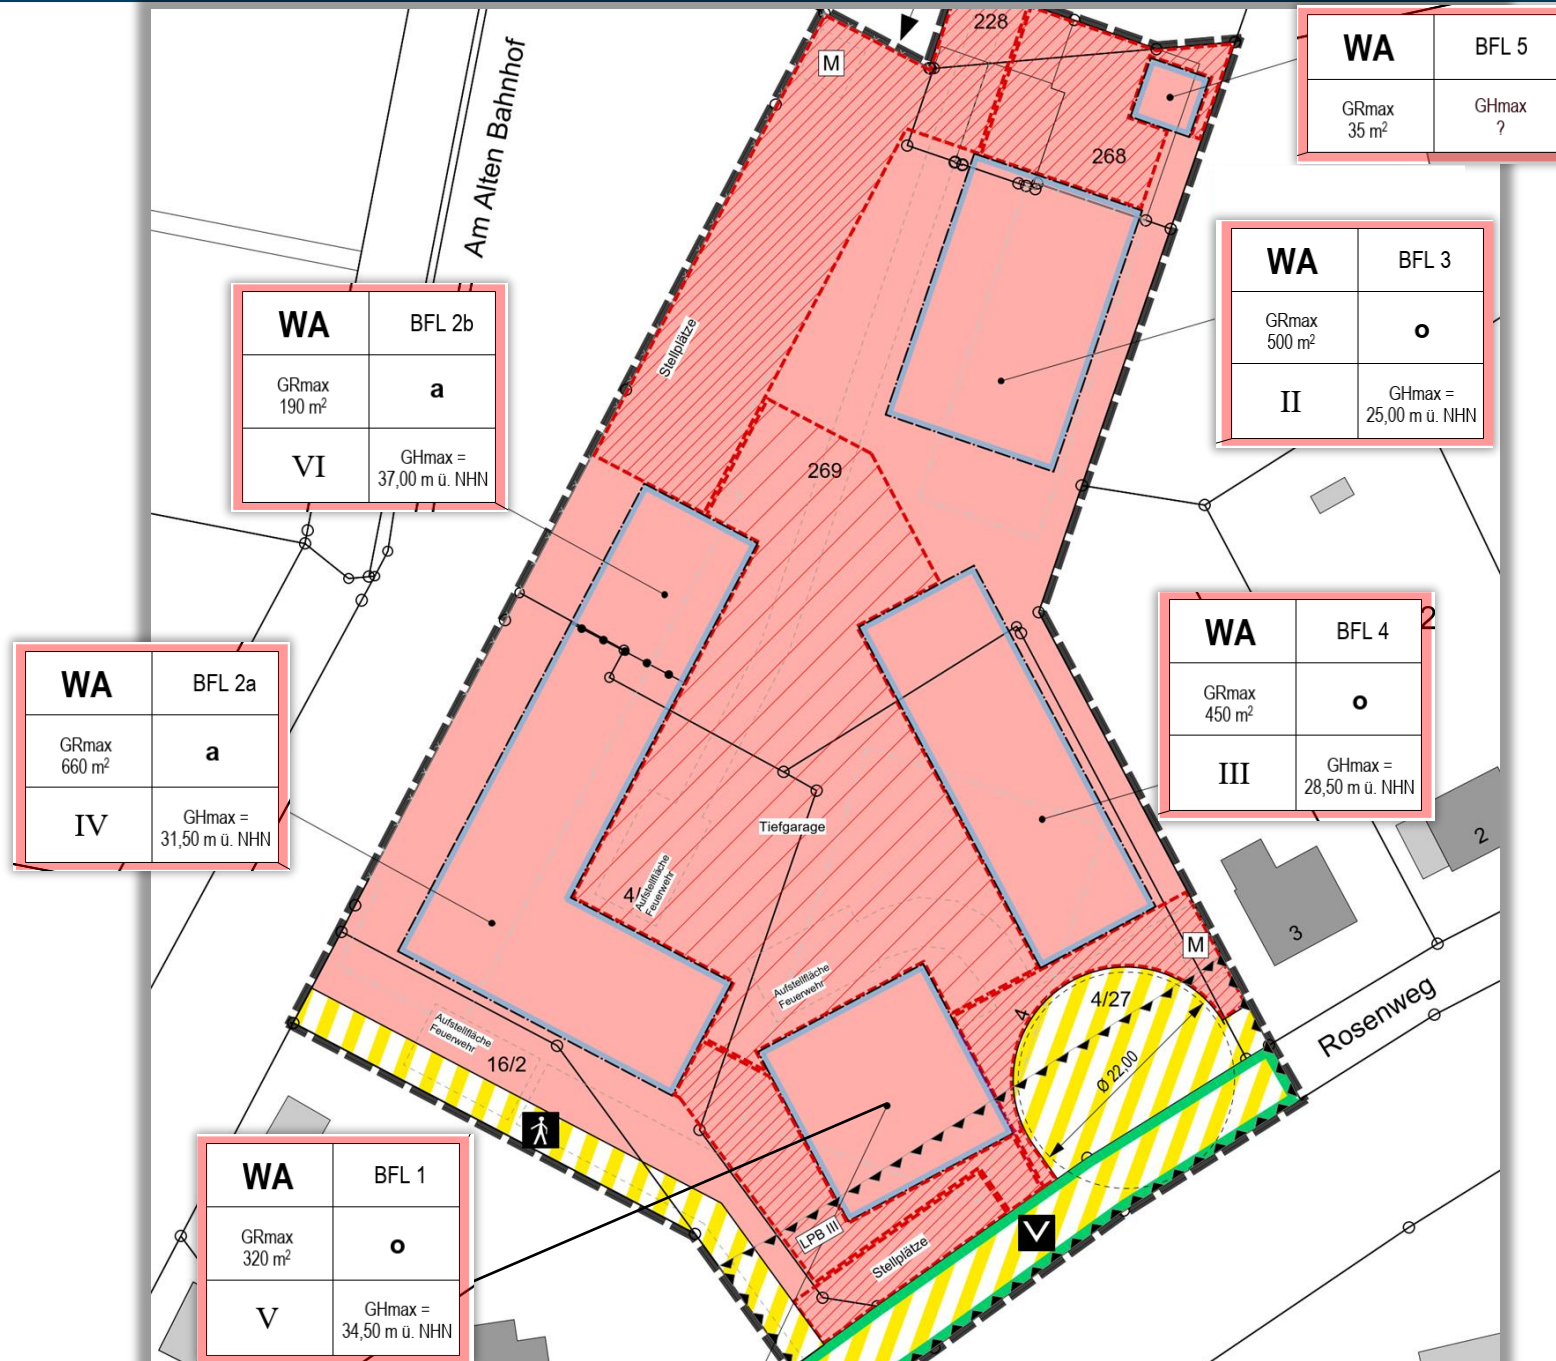 228
M
WA
BFL 5
GRmax
35 m²
GHmax
?
Am Alten Bahnhof
268
WA
BFL 3
GRmax
500 m²
o
II
GHmax =
25,00 m ü. NHN
WA
BFL 2b
GRmax
190 m²
a
VI
GHmax =
37,00 m ü. NHN
Stellplätze
269
WA
BFL 4
GRmax
450 m²
o
III
GHmax =
28,50 m ü. NHN
2
WA
BFL 2a
GRmax
660 m²
a
IV
GHmax =
31,50 m ü. NHN
Tiefgarage
2
4/
Aufstellfläche
Feuerwehr
3
M
Aufstellfläche
Feuerwehr
4/27
4
Rosenweg
Aufstellfläche
Feuerwehr
16/2
Ø 22,00
WA
BFL 1
GRmax
320 m²
o
V
GHmax =
34,50 m ü. NHN
LPB III
Stellplätze
V